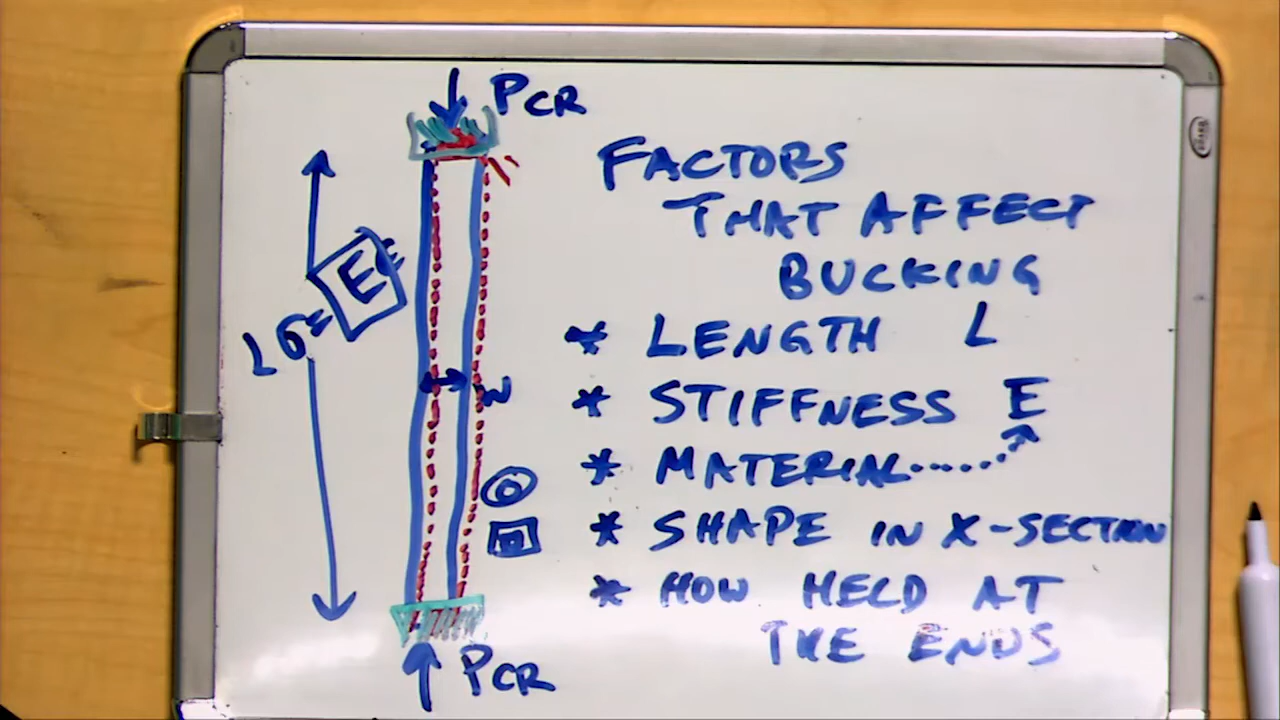 PCR
FACTORS
THAT AFFECT
BUCKING
L σ = E ε
* LENGTH L
* STIFFNESS E
W
* MATERIAL......
* SHAPE IN X-SECTION
* HOW HELD AT
THE ENDS
PCR